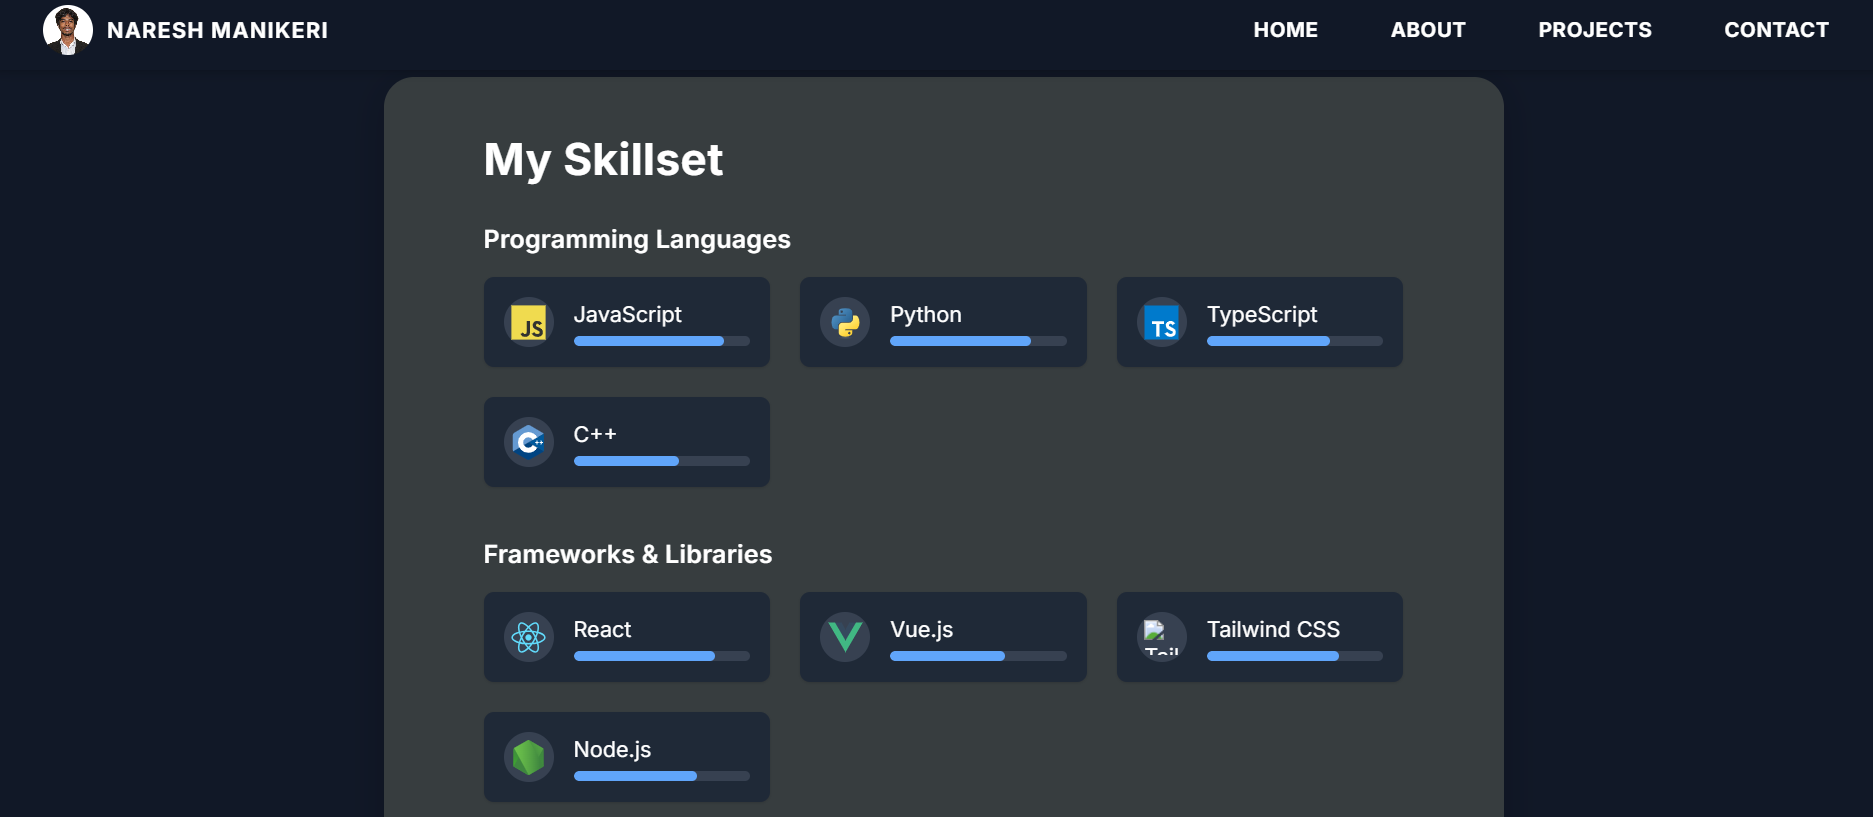 NARESH MANIKERI
HOME ABOUT PROJECTS CONTACT
My Skillset
Programming Languages
JS JavaScript
Python
TS TypeScript
C++ C++
Frameworks & Libraries
React
Vue.js
Tail Tailwind CSS
Node.js